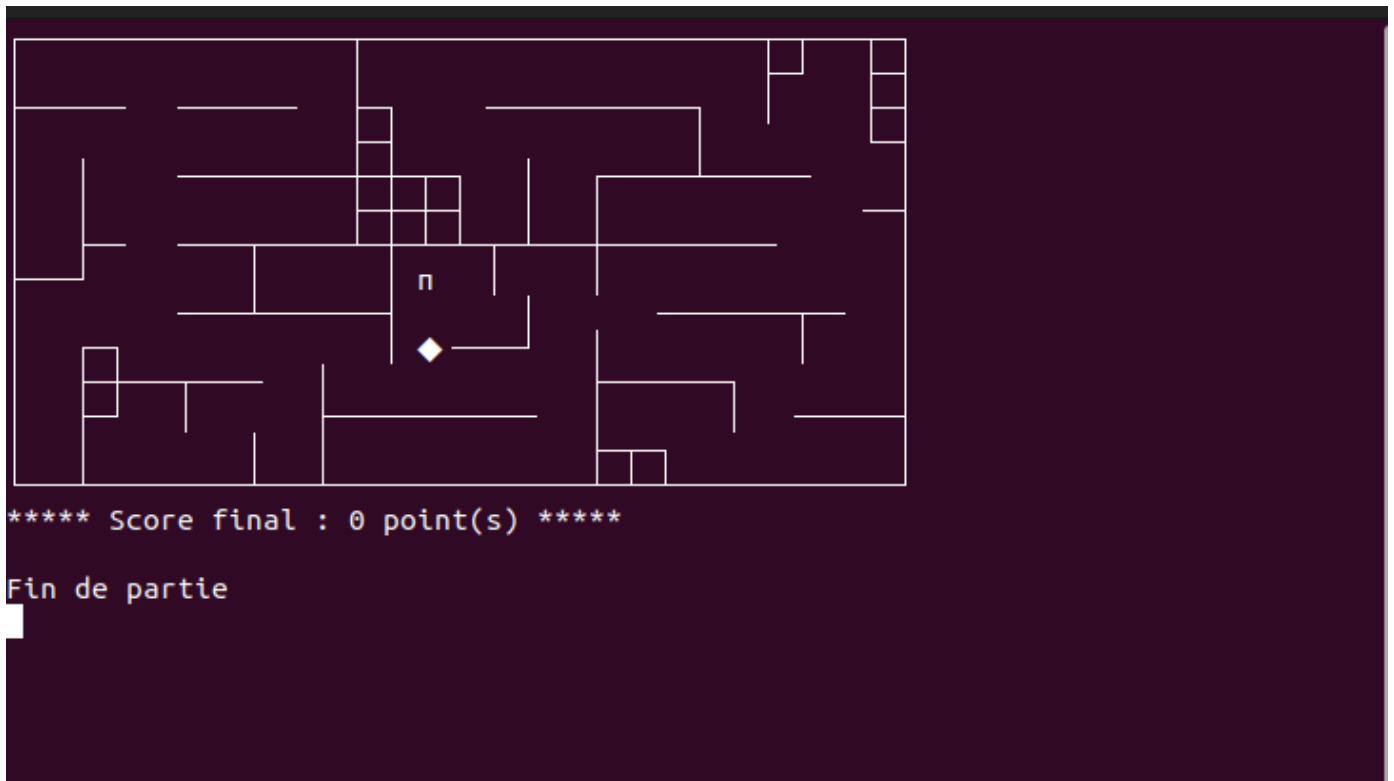 п
***** Score final : 0 point(s) *****
Fin de partie